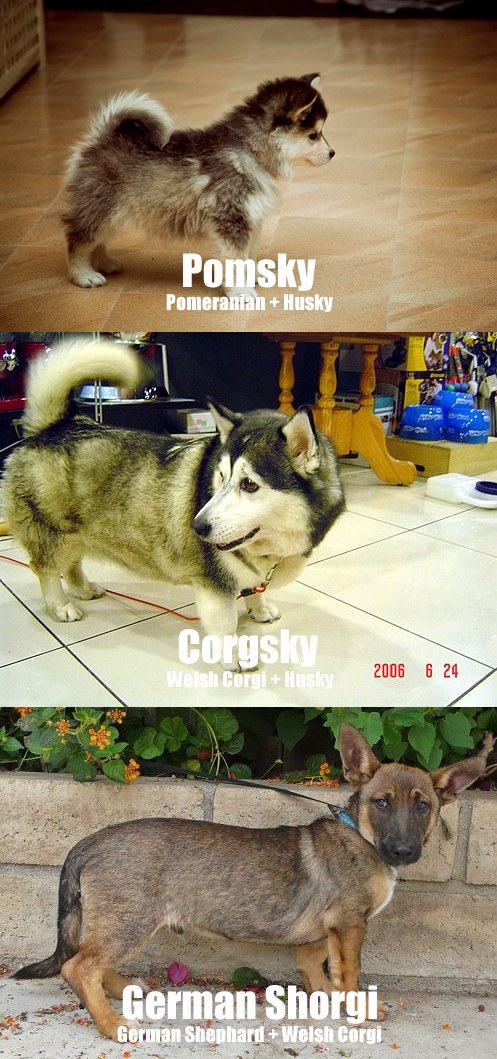 Pomsky
Pomeranian + Husky
Corgsky
Welsh Corgi + Husky
2006 6 24
German Shorgi
German Shephard + Welsh Corgi